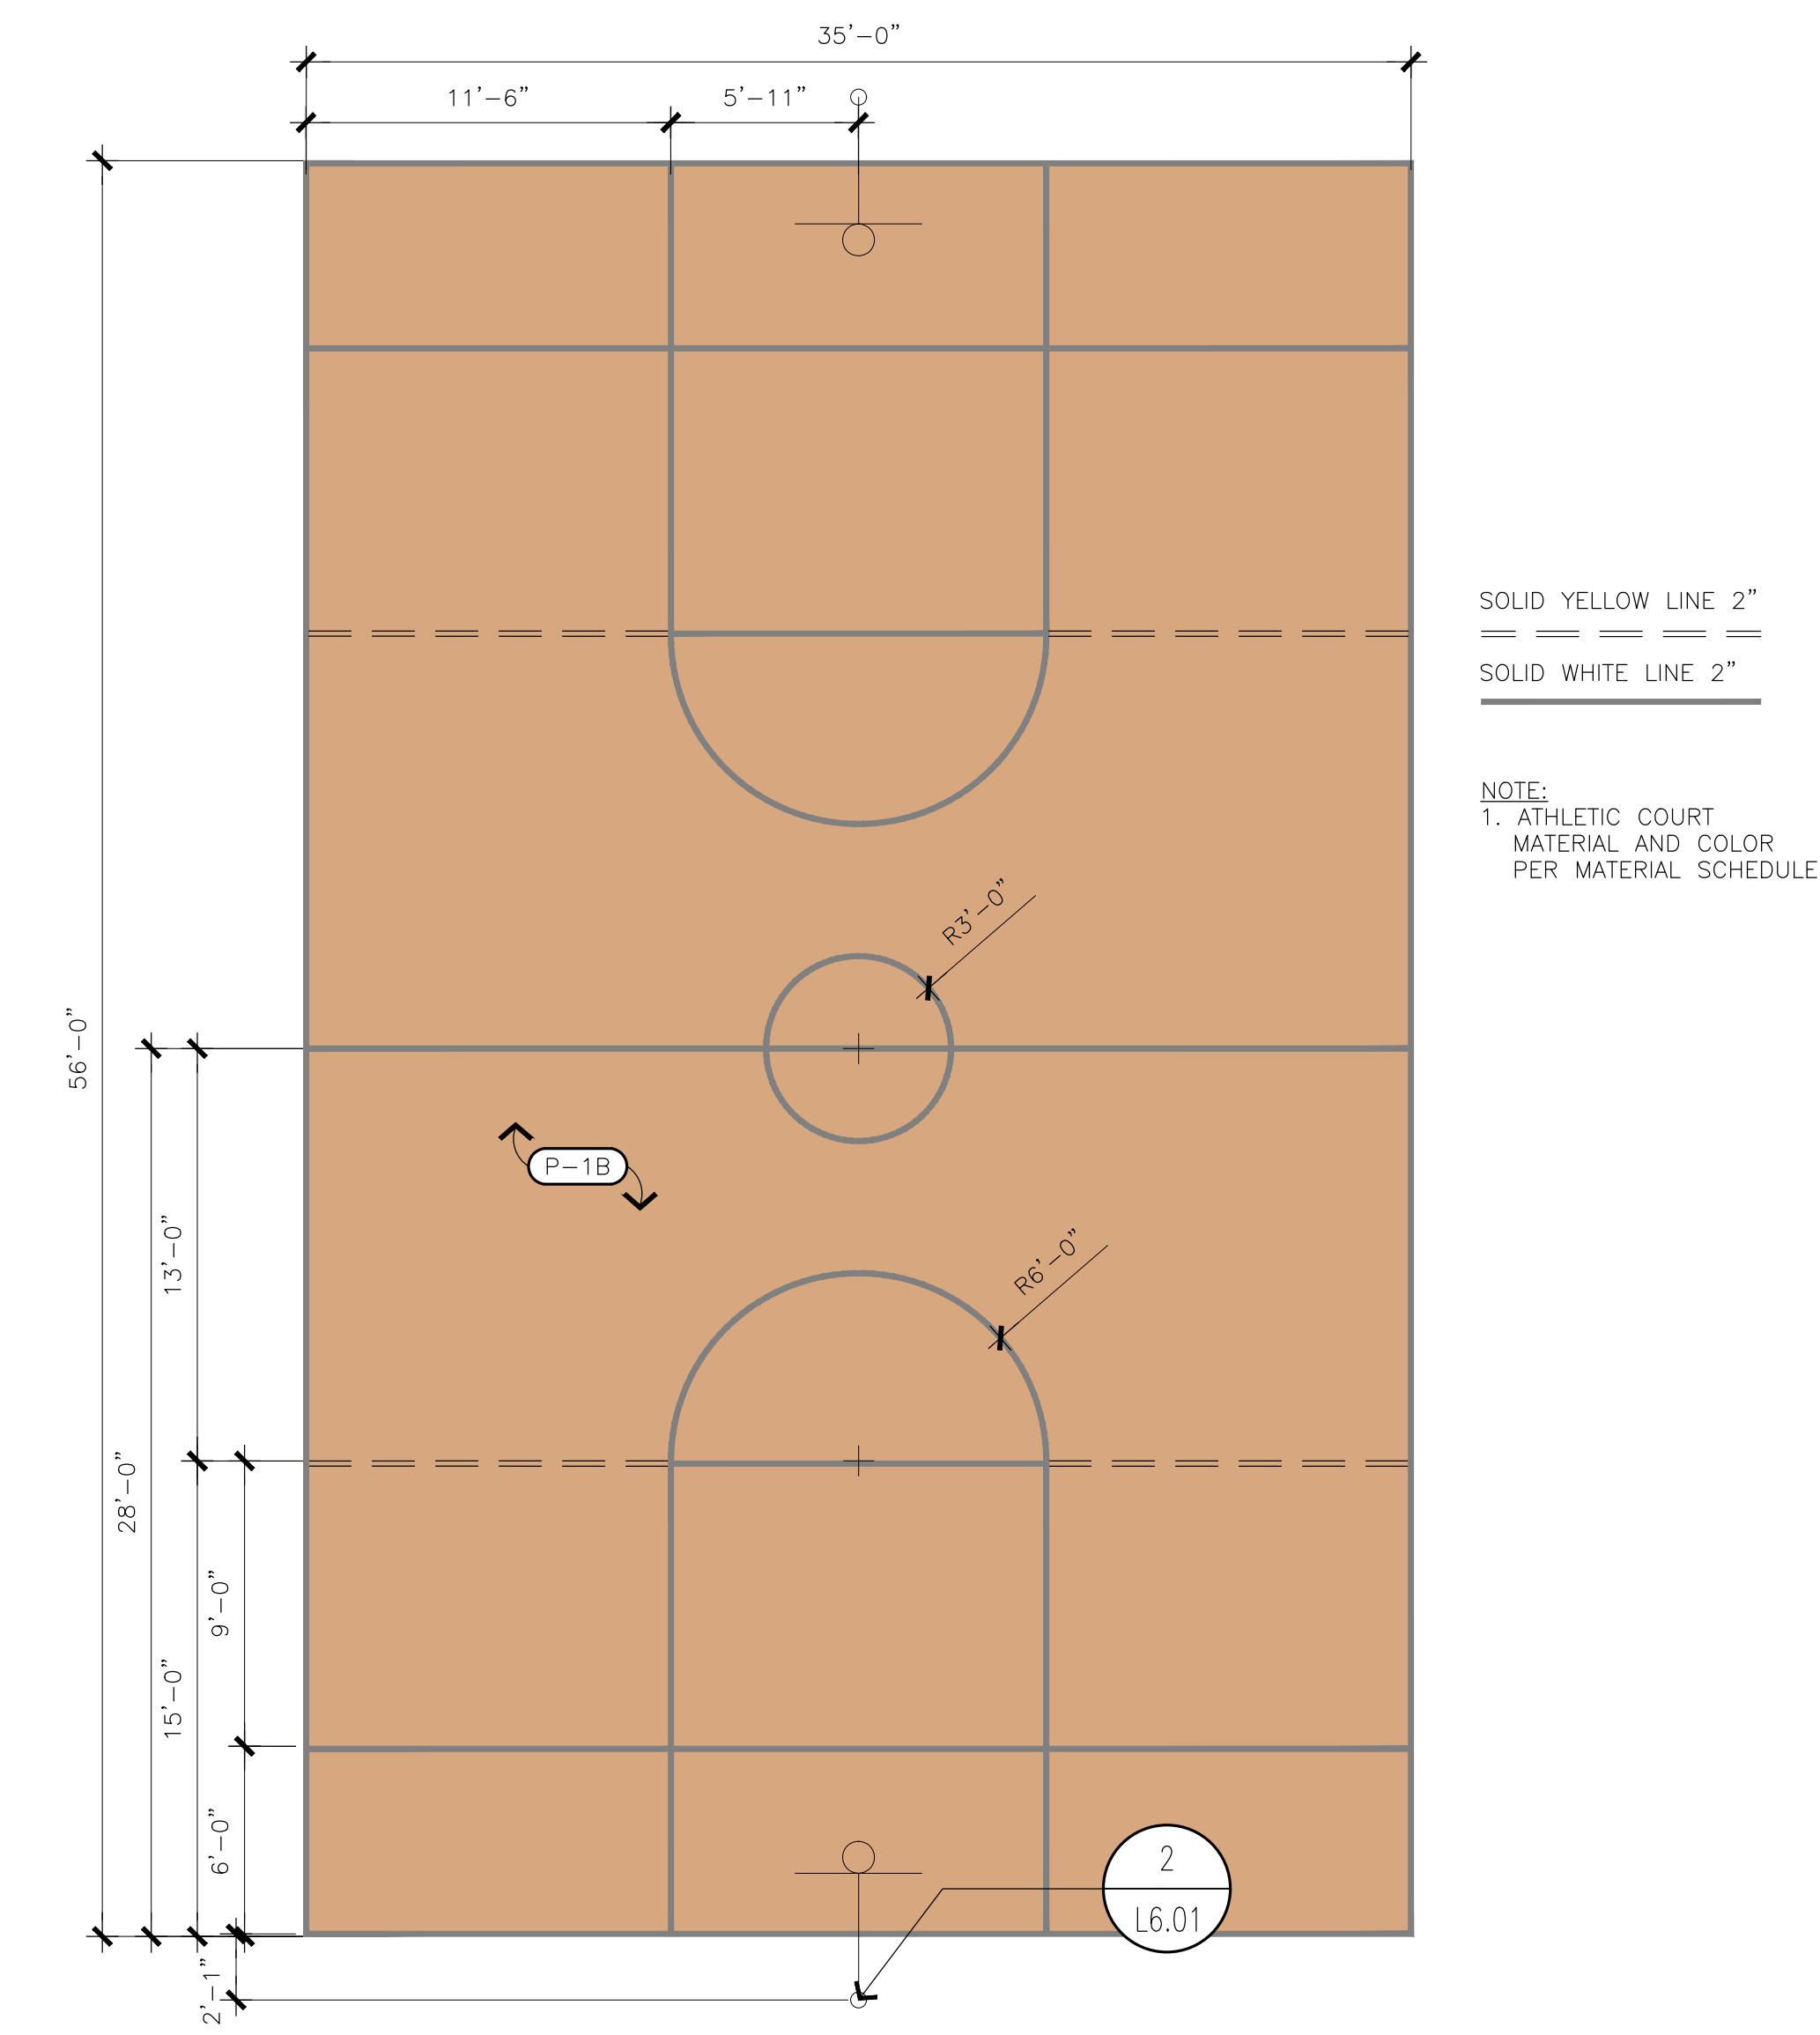 35'-0"
11'-6"
5'-11"
SOLID YELLOW LINE 2"
SOLID WHITE LINE 2"
NOTE:
1. ATHLETIC COURT
MATERIAL AND COLOR
PER MATERIAL SCHEDULE
R3'-0"
56'-0"
P-1B
13'-0"
R6'-0"
28'-0"
9'-0"
15'-0"
6'-0"
2
L6.01
2'-1"